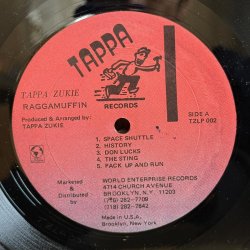 TAPPA
RECORDS
TAPPA ZUKIE
RAGGAMUFFIN
Produced & Arranged by:
TAPPA ZUKIE
SIDE A
TZLP 002
1. SPACE SHUTTLE
2. HISTORY
3. DON LUCKS
4. THE STING
5. PACK UP AND RUN
Marketed
&
Distributed
by
WORLD ENTERPRISE RECORDS
4714 CHURCH AVENUE
BROOKLYN, N.Y. 11203
(718) 282-7709
(718) 282-7642
Made in U.S.A.
Brooklyn, New York